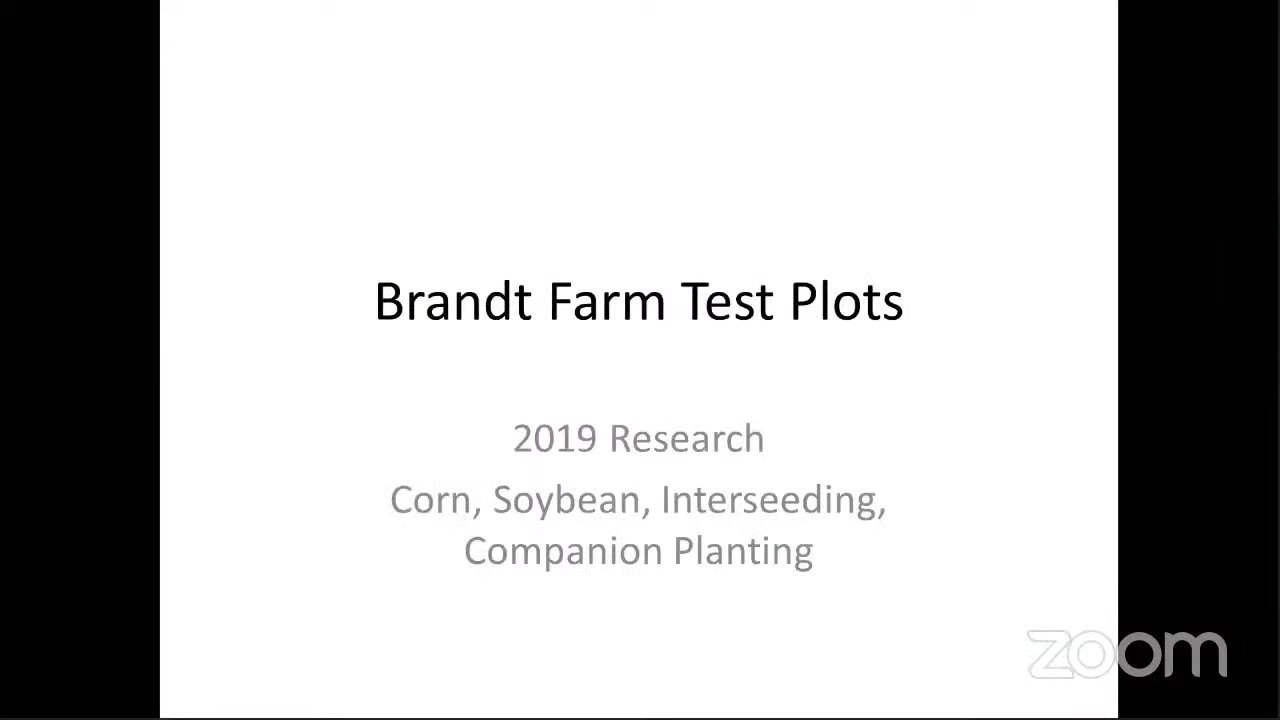 Brandt Farm Test Plots
2019 Research
Corn, Soybean, Interseeding,
Companion Planting
zoom